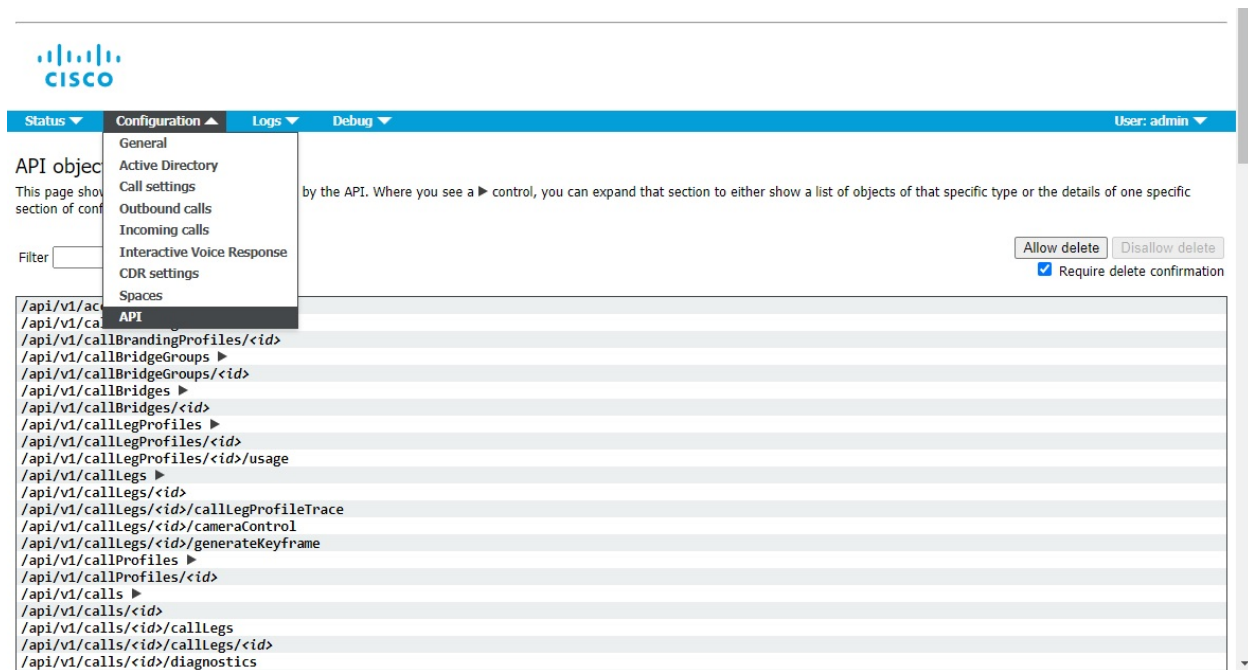 CISCO
Status ▼ Configuration ▲ Logs ▼ Debug ▼ User: admin ▼
General
Active Directory
Call settings
Outbound calls
Incoming calls
Interactive Voice Response
CDR settings
Spaces
API
API objec
This page show by the API. Where you see a ▶ control, you can expand that section to either show a list of objects of that specific type or the details of one specific
section of conf
Filter Allow delete Disallow delete
Require delete confirmation
/api/v1/ac
/api/v1/ca
/api/v1/callBrandingProfiles/<id>
/api/v1/callBridgeGroups ▶
/api/v1/callBridgeGroups/<id>
/api/v1/callBridges ▶
/api/v1/callBridges/<id>
/api/v1/callLegProfiles ▶
/api/v1/callLegProfiles/<id>
/api/v1/callLegProfiles/<id>/usage
/api/v1/callLegs ▶
/api/v1/callLegs/<id>
/api/v1/callLegs/<id>/callLegProfileTrace
/api/v1/callLegs/<id>/cameraControl
/api/v1/callLegs/<id>/generateKeyframe
/api/v1/callProfiles ▶
/api/v1/callProfiles/<id>
/api/v1/calls ▶
/api/v1/calls/<id>
/api/v1/calls/<id>/callLegs
/api/v1/calls/<id>/callLegs/<id>
/api/v1/calls/<id>/diagnostics